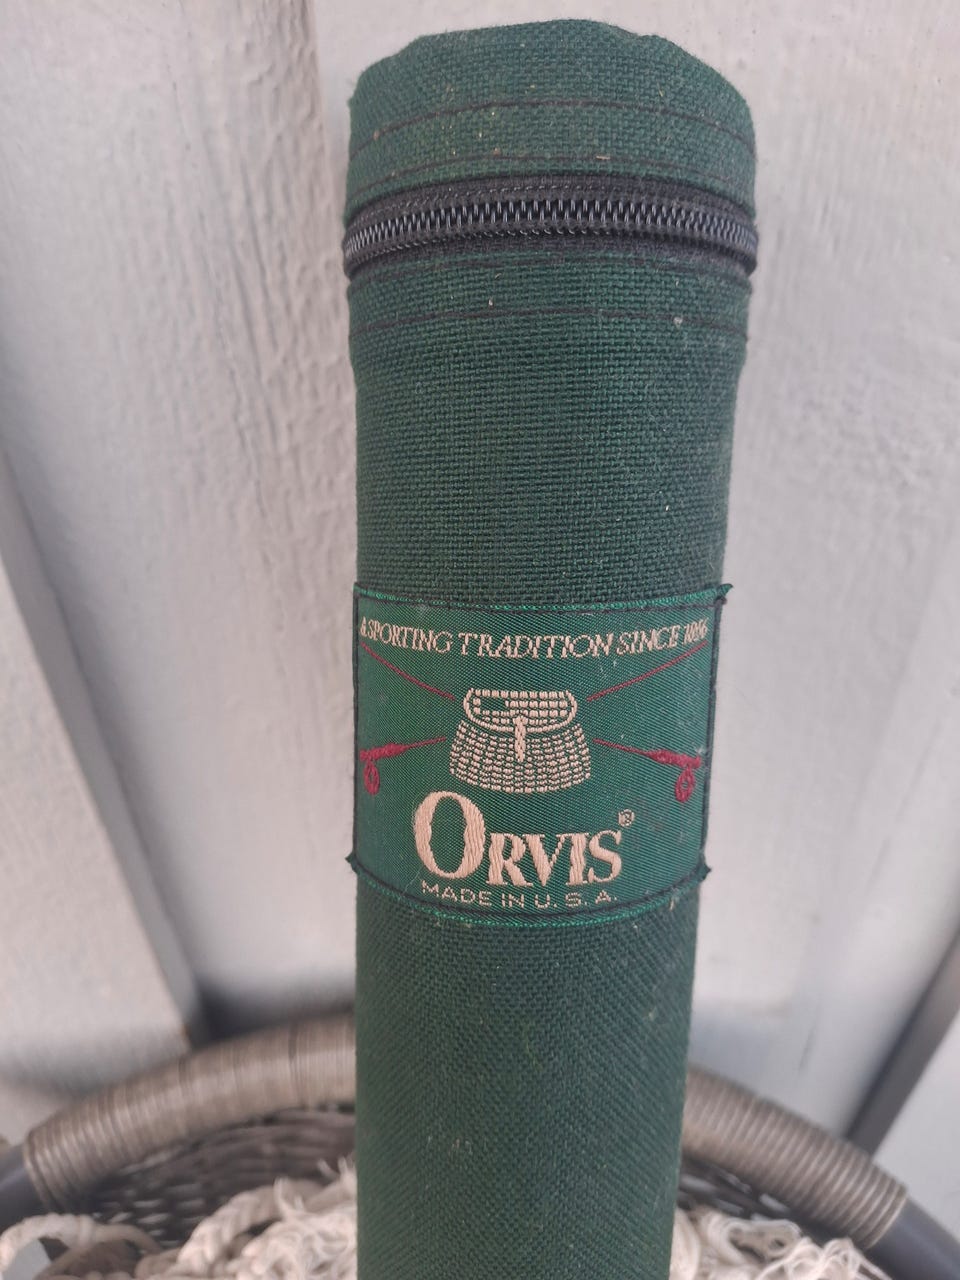 A SPORTING TRADITION SINCE 1856
ORVIS®
MADE IN U.S.A.